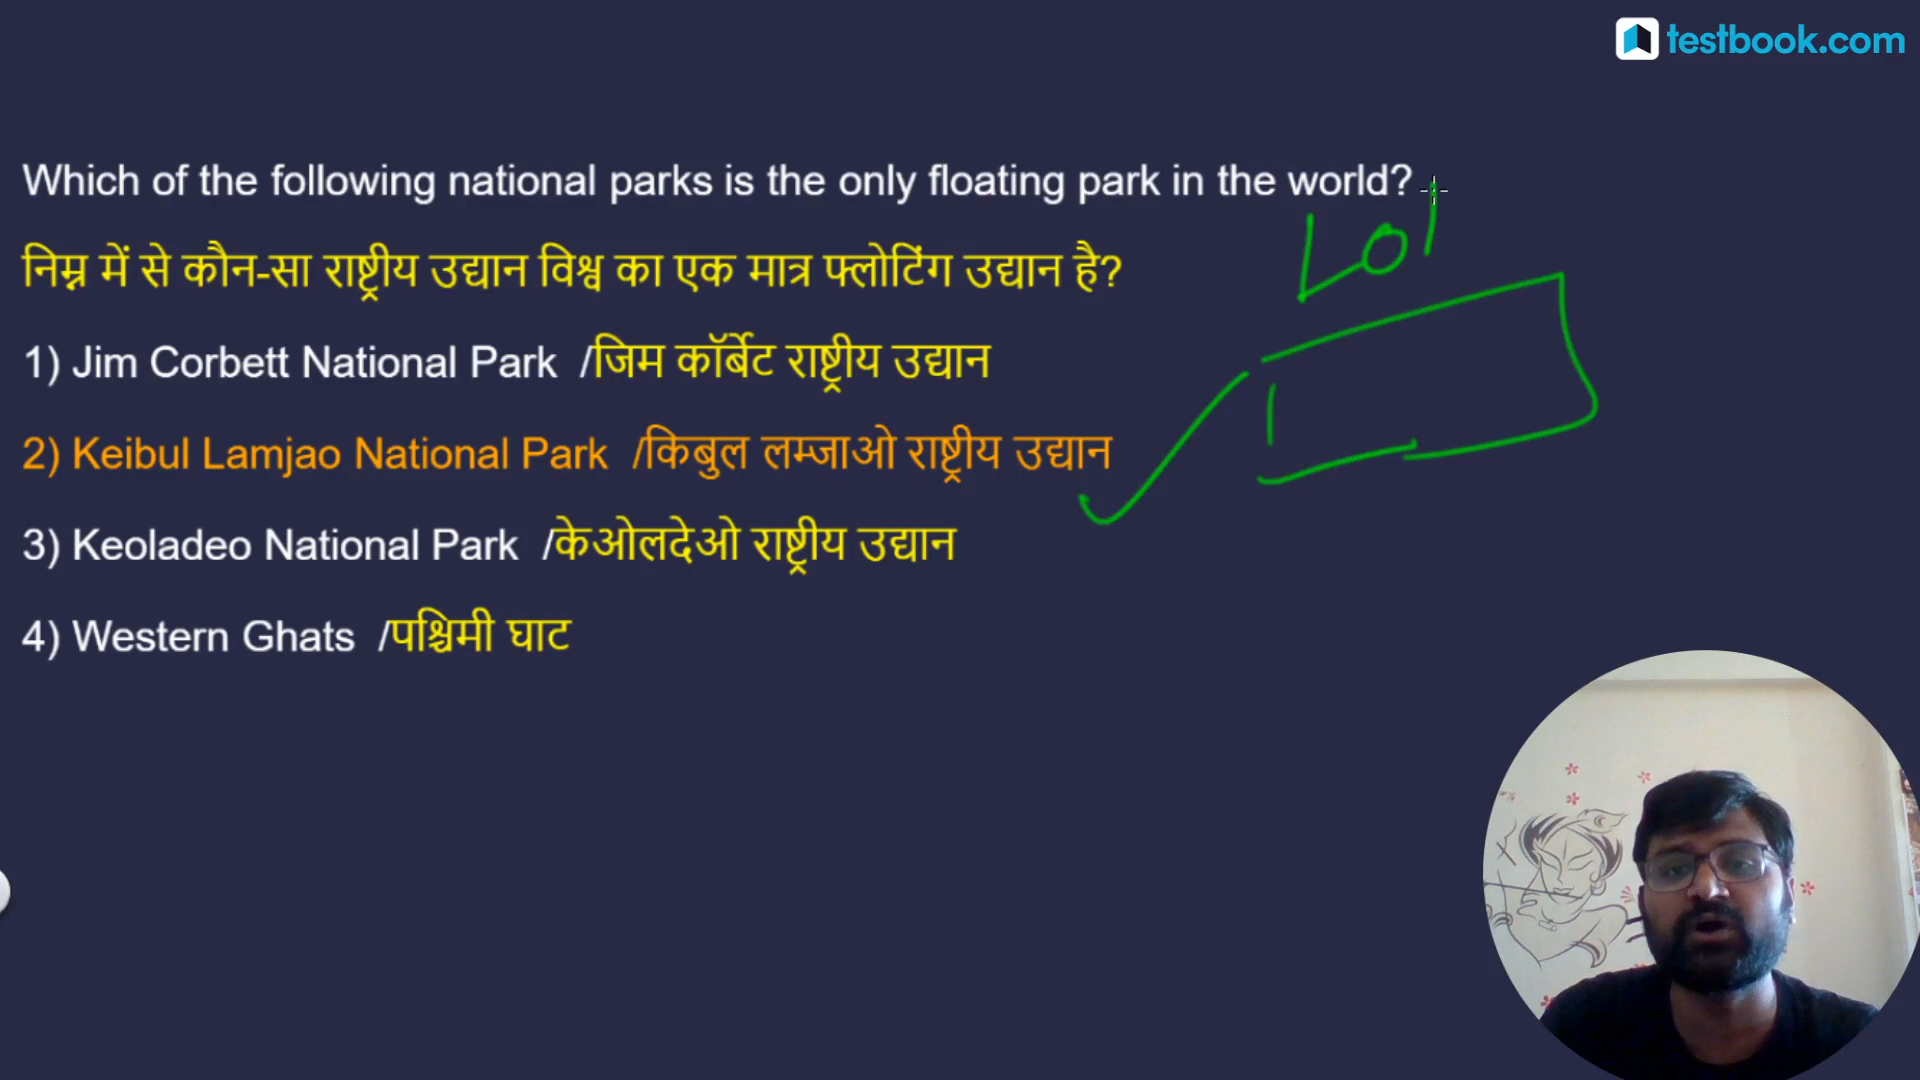 testbook.com
Which of the following national parks is the only floating park in the world?
निम्न में से कौन-सा राष्ट्रीय उद्यान विश्व का एक मात्र फ्लोटिंग उद्यान है?
LOI
1) Jim Corbett National Park /जिम कॉर्बेट राष्ट्रीय उद्यान
2) Keibul Lamjao National Park /किबुल लम्जाओ राष्ट्रीय उद्यान
3) Keoladeo National Park /केओलदेओ राष्ट्रीय उद्यान
4) Western Ghats /पश्चिमी घाट